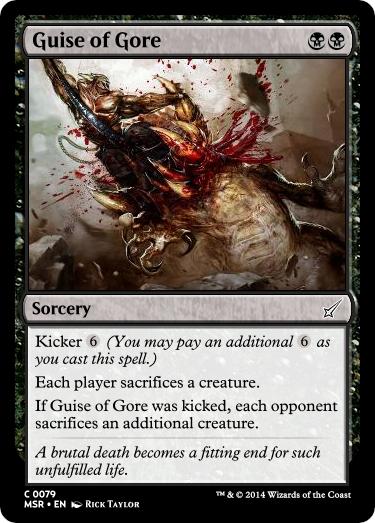 Guise of Gore
Sorcery
Kicker 6 (You may pay an additional 6 as
you cast this spell.)
Each player sacrifices a creature.
If Guise of Gore was kicked, each opponent
sacrifices an additional creature.
A brutal death becomes a fitting end for such
unfulfilled life.
C 0079
MSR • EN Rick Taylor
™ & © 2014 Wizards of the Coast